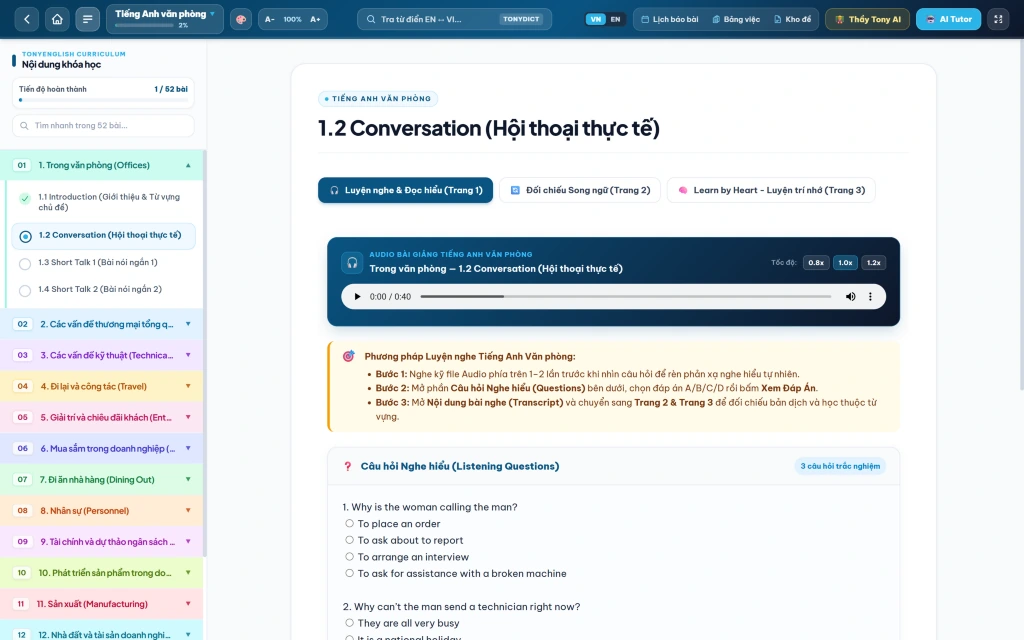 Tiếng Anh văn phòng
2%
A-
100%
A+
Tra từ điển EN ↔ VI...
TONYDICT
VN
EN
Lịch báo bài
Bảng việc
Kho đề
Thầy Tony AI
AI Tutor
TONYENGLISH CURRICULUM
Nội dung khóa học
Tiến độ hoàn thành
1 / 52 bài
Tìm nhanh trong 52 bài...
01
1. Trong văn phòng (Offices)
1.1 Introduction (Giới thiệu & Từ vựng
chủ đề)
1.2 Conversation (Hội thoại thực tế)
1.3 Short Talk 1 (Bài nói ngắn 1)
1.4 Short Talk 2 (Bài nói ngắn 2)
02
2. Các vấn đề thương mại tổng q...
03
3. Các vấn đề kỹ thuật (Technica...
04
4. Đi lại và công tác (Travel)
05
5. Giải trí và chiêu đãi khách (Ent...
06
6. Mua sắm trong doanh nghiệp (...
07
7. Đi ăn nhà hàng (Dining Out)
08
8. Nhân sự (Personnel)
09
9. Tài chính và dự thảo ngân sách ...
10
10. Phát triển sản phẩm trong do...
11
11. Sản xuất (Manufacturing)
12
12. Nhà đất và tài sản doanh nghi...
TIẾNG ANH VĂN PHÒNG
1.2 Conversation (Hội thoại thực tế)
Luyện nghe & Đọc hiểu (Trang 1)
Đối chiếu Song ngữ (Trang 2)
Learn by Heart - Luyện trí nhớ (Trang 3)
AUDIO BÀI GIẢNG TIẾNG ANH VĂN PHÒNG
Trong văn phòng — 1.2 Conversation (Hội thoại thực tế)
Tốc độ:
0.8x
1.0x
1.2x
0:00 / 0:40
Phương pháp Luyện nghe Tiếng Anh Văn phòng:
• Bước 1: Nghe kỹ file Audio phía trên 1–2 lần trước khi nhìn câu hỏi để rèn phản xạ nghe hiểu tự nhiên.
• Bước 2: Mở phần Câu hỏi Nghe hiểu (Questions) bên dưới, chọn đáp án A/B/C/D rồi bấm Xem Đáp Án.
• Bước 3: Mở Nội dung bài nghe (Transcript) và chuyển sang Trang 2 & Trang 3 để đối chiếu bản dịch và học thuộc từ
vựng.
Câu hỏi Nghe hiểu (Listening Questions)
3 câu hỏi trắc nghiệm
1. Why is the woman calling the man?
To place an order
To ask about to report
To arrange an interview
To ask for assistance with a broken machine
2. Why can't the man send a technician right now?
They are all very busy
It is a national holiday